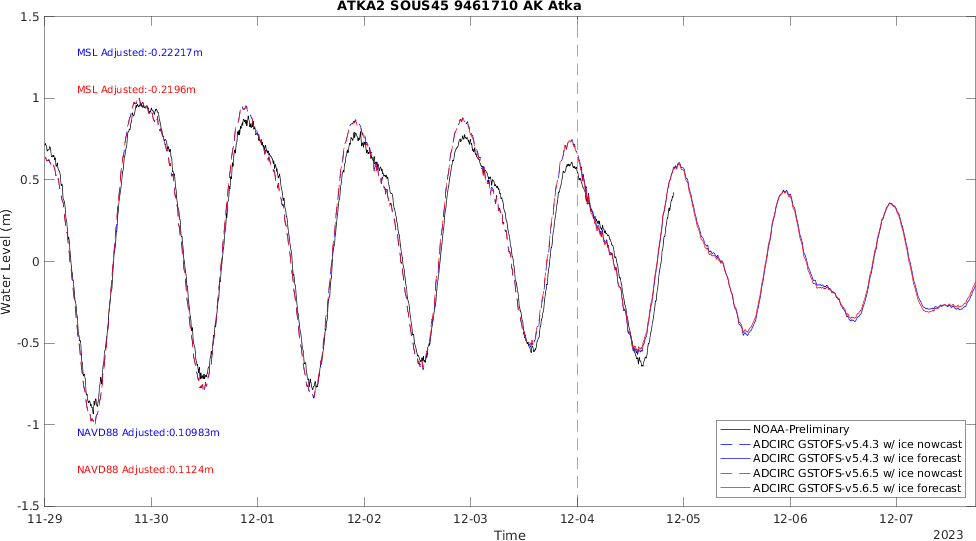 ATKA2 SOUS45 9461710 AK Atka
1.5
MSL Adjusted:-0.22217m
MSL Adjusted:-0.2196m
1
0.5
Water Level (m)
0
-0.5
-1
NAVD88 Adjusted:0.10983m
NAVD88 Adjusted:0.1124m
-1.5
NOAA-Preliminary
ADCIRC GSTOFS-v5.4.3 w/ ice nowcast
ADCIRC GSTOFS-v5.4.3 w/ ice forecast
ADCIRC GSTOFS-v5.6.5 w/ ice nowcast
ADCIRC GSTOFS-v5.6.5 w/ ice forecast
11-29 11-30 12-01 12-02 12-03 12-04 12-05 12-06 12-07
Time
2023